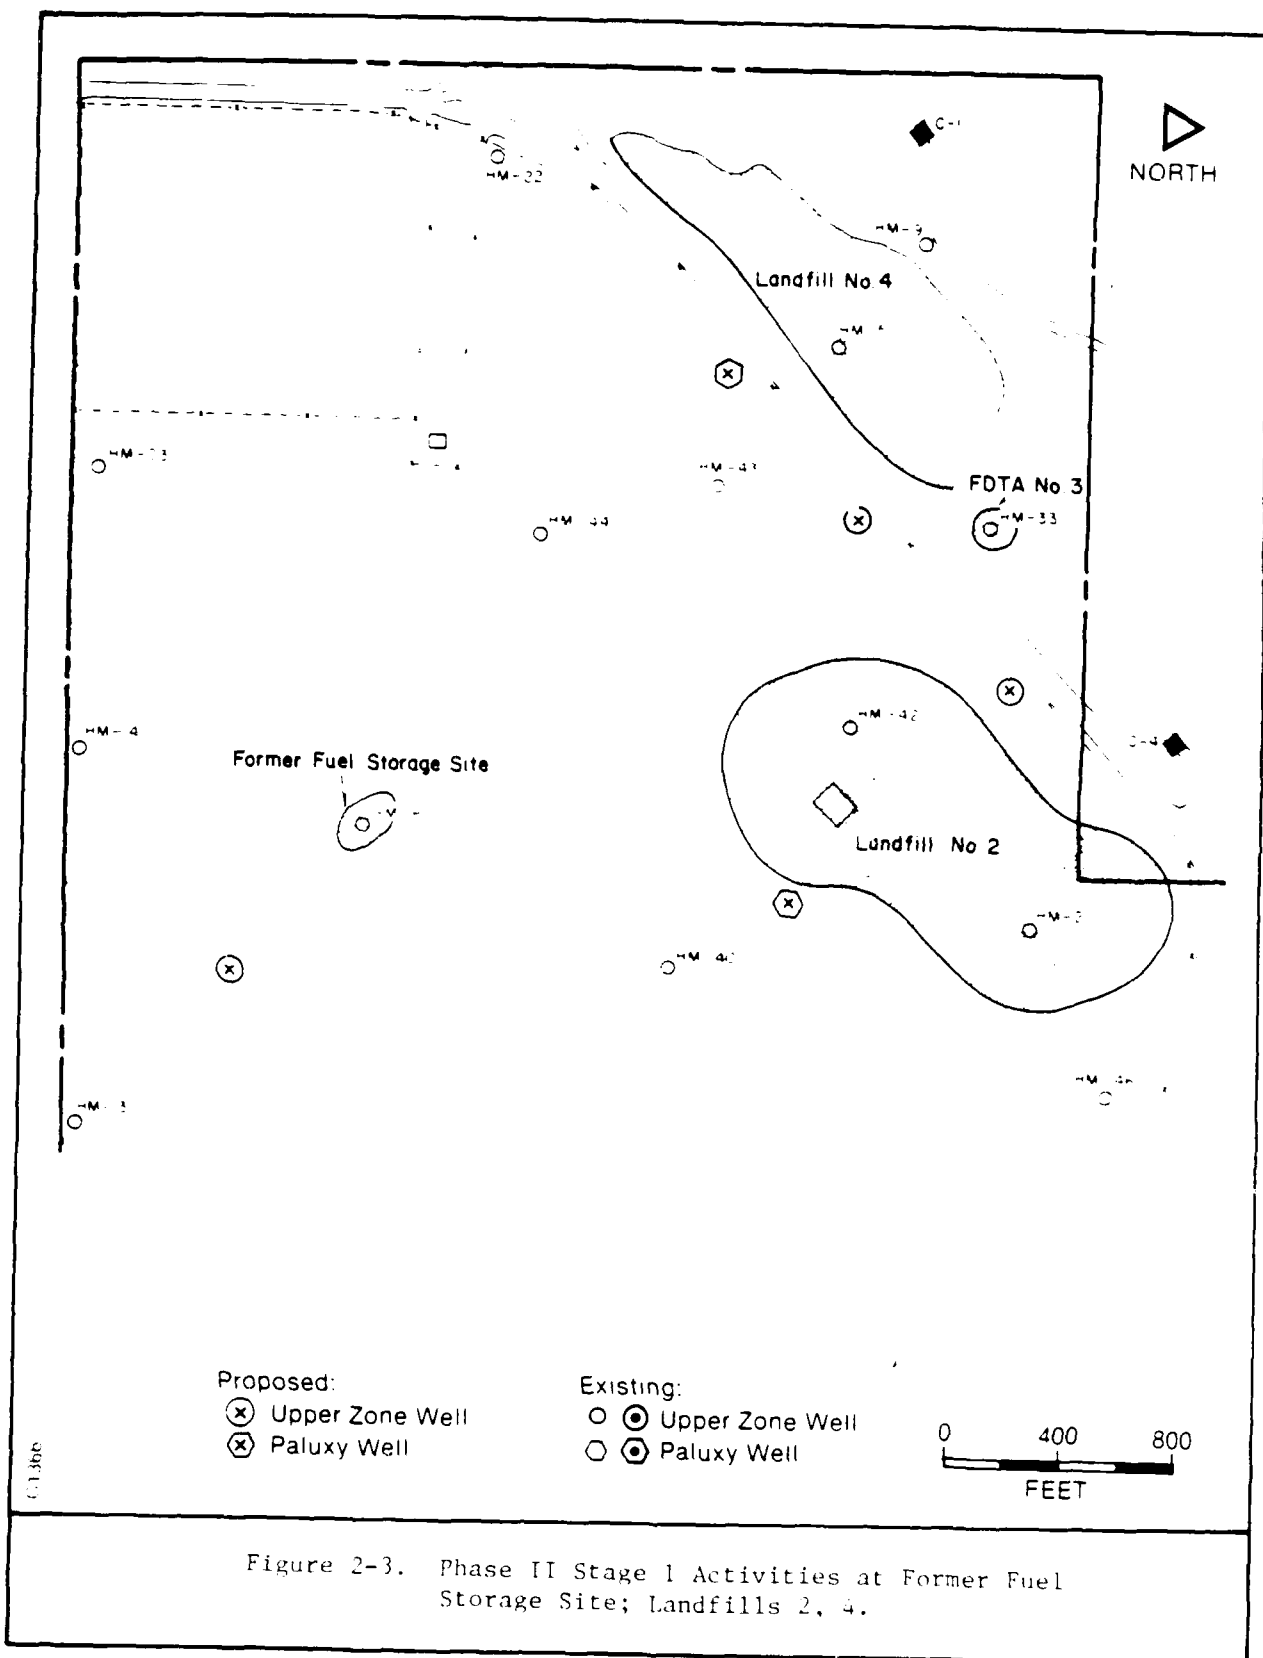 NORTH
HM-22
HM-9
Landfill No. 4
HM-43
HM-44
FDTA No. 3
HM-33
HM-42
Former Fuel Storage Site
Landfill No 2
Proposed:
Upper Zone Well
Paluxy Well
Existing:
Upper Zone Well
Paluxy Well
0 400 800
FEET
Figure 2-3. Phase II Stage 1 Activities at Former Fuel
Storage Site; Landfills 2, 4.